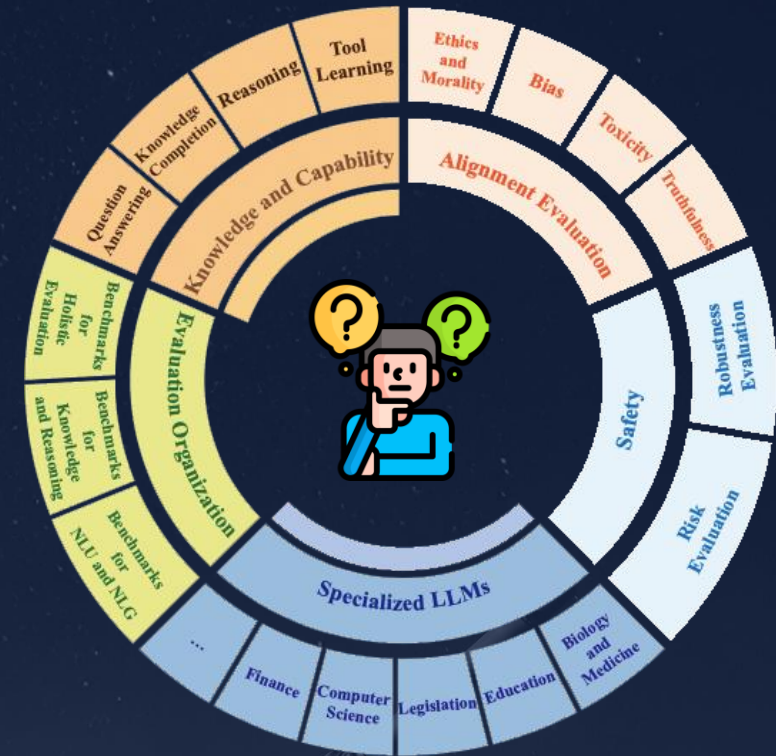 Tool
Learning
Reasoning
Knowledge
Completion
Question
Answering
Knowledge and Capability
Ethics
and
Morality
Bias
Toxicity
Truthfulness
Alignment Evaluation
Robustness
Evaluation
Risk
Evaluation
Safety
Biology
and
Medicine
Education
Legislation
Computer
Science
Finance
...
Specialized LLMs
Benchmarks
for
NLU and NLG
Benchmarks
for
Knowledge
and Reasoning
Benchmarks
for
Holistic
Evaluation
Evaluation Organization
?
?